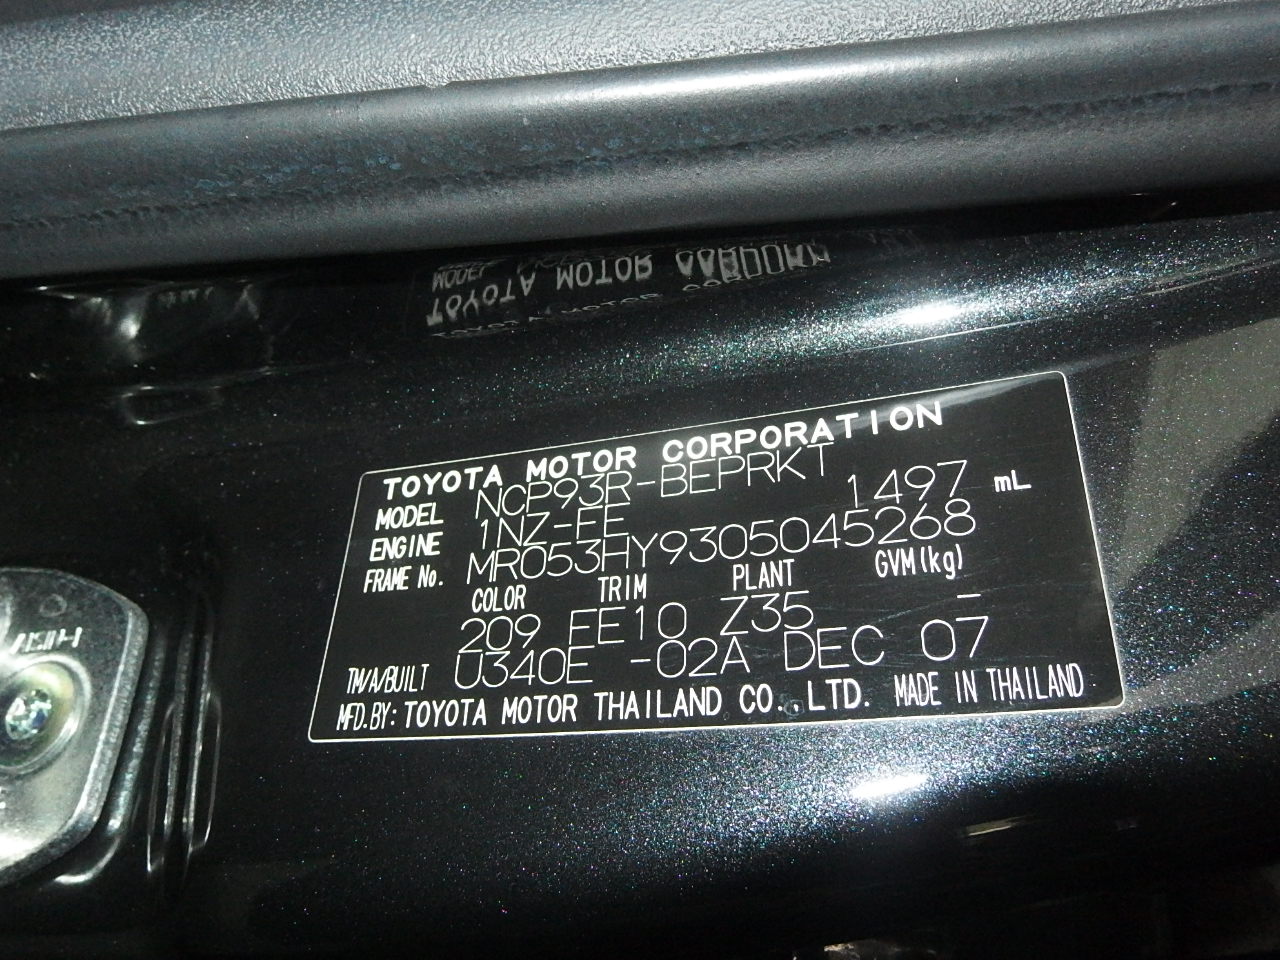 TOYOTA MOTOR CORPORATION
MODEL NCP93R-BEPRKT
ENGINE 1NZ-FE 1497 mL
FRAME No. MR053HY9305045268
COLOR TRIM PLANT GVM(kg)
209 FE10 Z35 -
TM/A/BUILT U340E -02A DEC 07
MFD.BY: TOYOTA MOTOR THAILAND CO.,LTD. MADE IN THAILAND